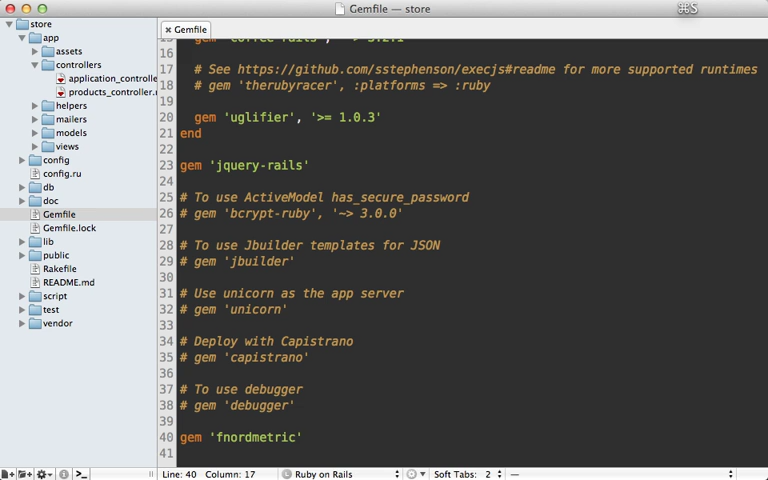 Gemfile — store
⌘S
store
app
assets
controllers
application_controlle
products_controller.r
helpers
mailers
models
views
config
config.ru
db
doc
Gemfile
Gemfile.lock
lib
public
Rakefile
README.md
script
test
vendor
Gemfile
16
17 # See https://github.com/sstephenson/execjs#readme for more supported runtimes
18 # gem 'therubyracer', :platforms => :ruby
19
20 gem 'uglifier', '>= 1.0.3'
21 end
22
23 gem 'jquery-rails'
24
25 # To use ActiveModel has_secure_password
26 # gem 'bcrypt-ruby', '~> 3.0.0'
27
28 # To use Jbuilder templates for JSON
29 # gem 'jbuilder'
30
31 # Use unicorn as the app server
32 # gem 'unicorn'
33
34 # Deploy with Capistrano
35 # gem 'capistrano'
36
37 # To use debugger
38 # gem 'debugger'
39
40 gem 'fnordmetric'
41
Line: 40 Column: 17 Ruby on Rails Soft Tabs: 2 —